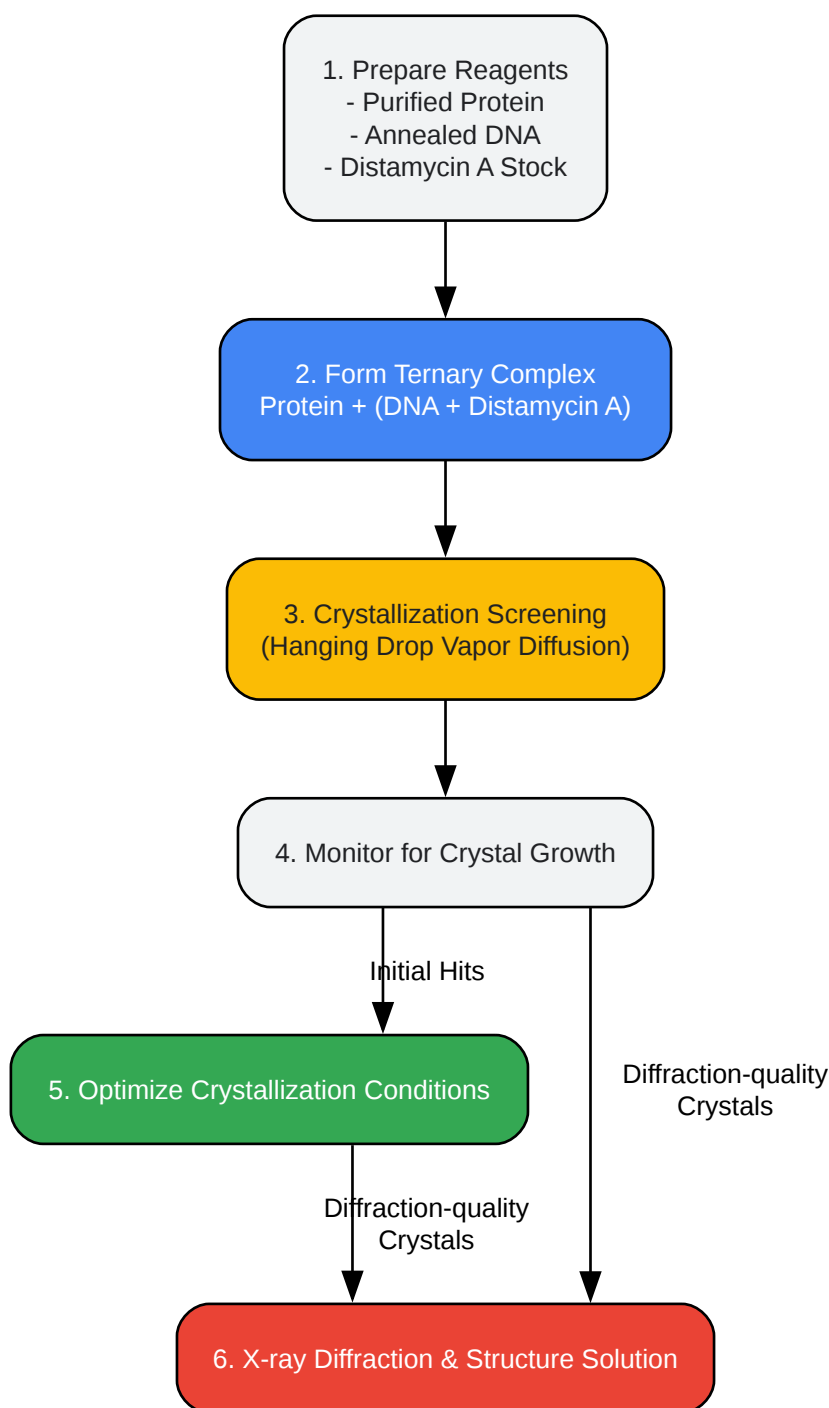 1. Prepare Reagents
- Purified Protein
- Annealed DNA
- Distamycin A Stock
2. Form Ternary Complex
Protein + (DNA + Distamycin A)
3. Crystallization Screening
(Hanging Drop Vapor Diffusion)
4. Monitor for Crystal Growth
Initial Hits
5. Optimize Crystallization Conditions
Diffraction-quality
Crystals
Diffraction-quality
Crystals
6. X-ray Diffraction & Structure Solution